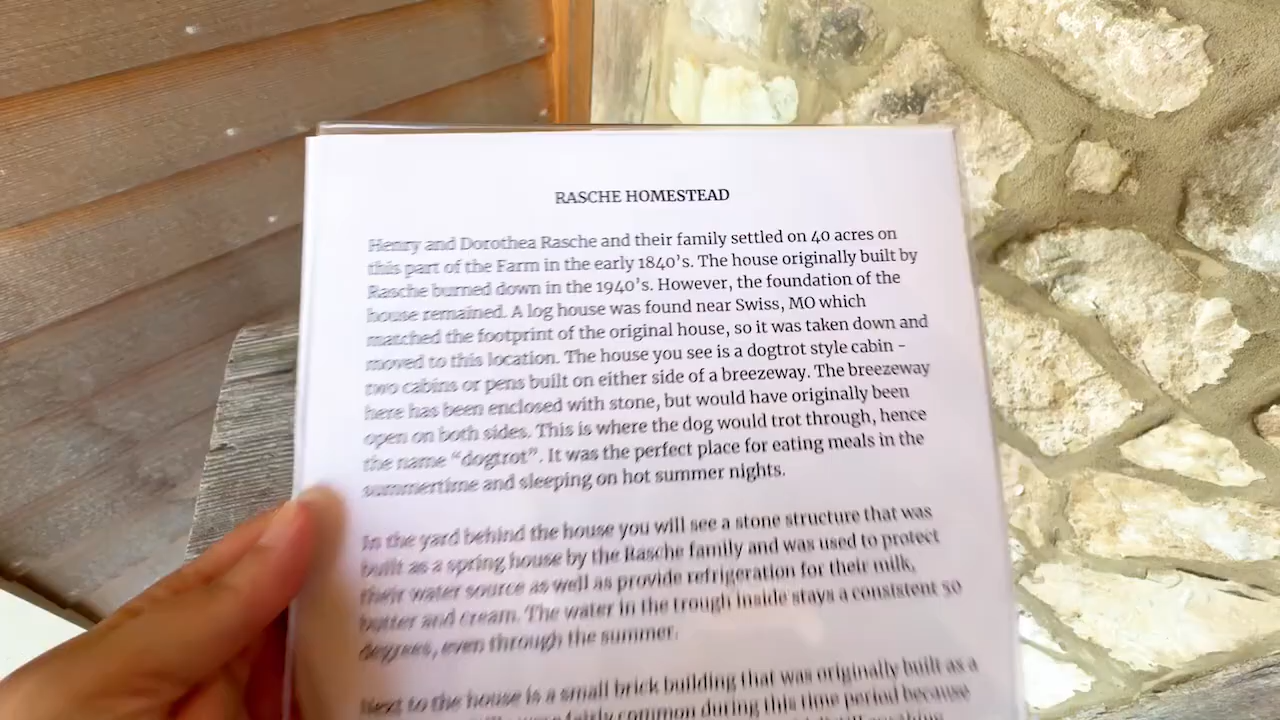 RASCHE HOMESTEAD
Henry and Dorothea Rasche and their family settled on 40 acres on
this part of the Farm in the early 1840's. The house originally built by
Rasche burned down in the 1940's. However, the foundation of the
house remained. A log house was found near Swiss, MO which
matched the footprint of the original house, so it was taken down and
moved to this location. The house you see is a dogtrot style cabin -
two cabins or pens built on either side of a breezeway. The breezeway
here has been enclosed with stone, but would have originally been
open on both sides. This is where the dog would trot through, hence
the name "dogtrot". It was the perfect place for eating meals in the
summertime and sleeping on hot summer nights.
In the yard behind the house you will see a stone structure that was
built as a spring house by the Rasche family and was used to protect
their water source as well as provide refrigeration for their milk,
butter and cream. The water in the trough inside stays a consistent 50
degrees, even through the summer.
Next to the house is a small brick building that was originally built as a
were fairly common during this time period because